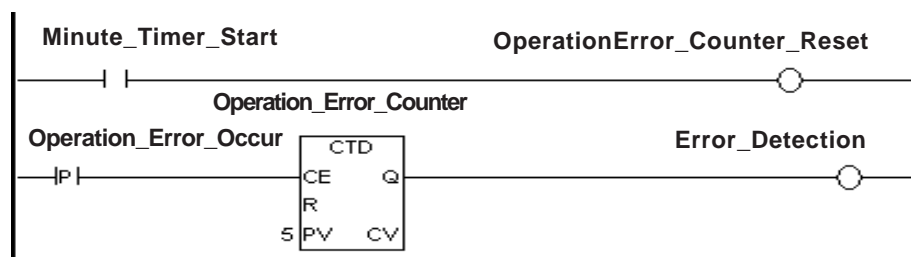 Minute_Timer_Start OperationError_Counter_Reset
Operation_Error_Counter
Operation_Error_Occur CTD Error_Detection
P CE Q
R
5 PV CV